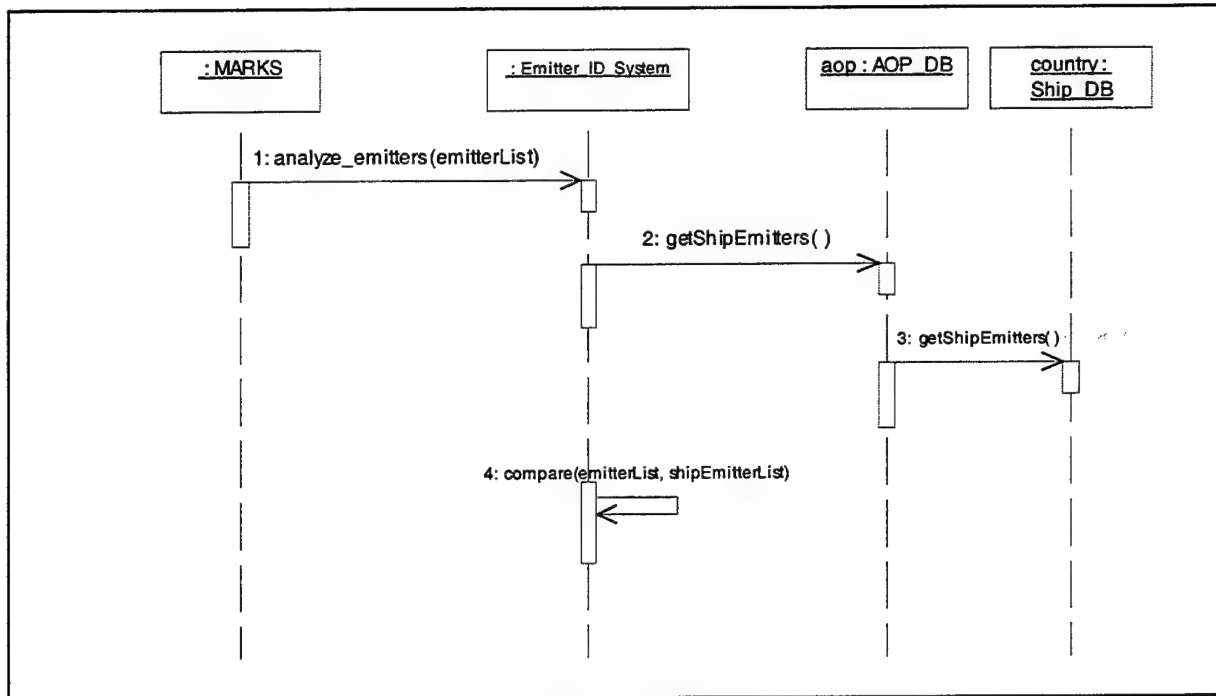 : MARKS
: Emitter_ID_System
aop : AOP_DB
country:
Ship_DB
1: analyze_emitters(emitterList)
2: getShipEmitters( )
3: getShipEmitters( )
4: compare(emitterList, shipEmitterList)